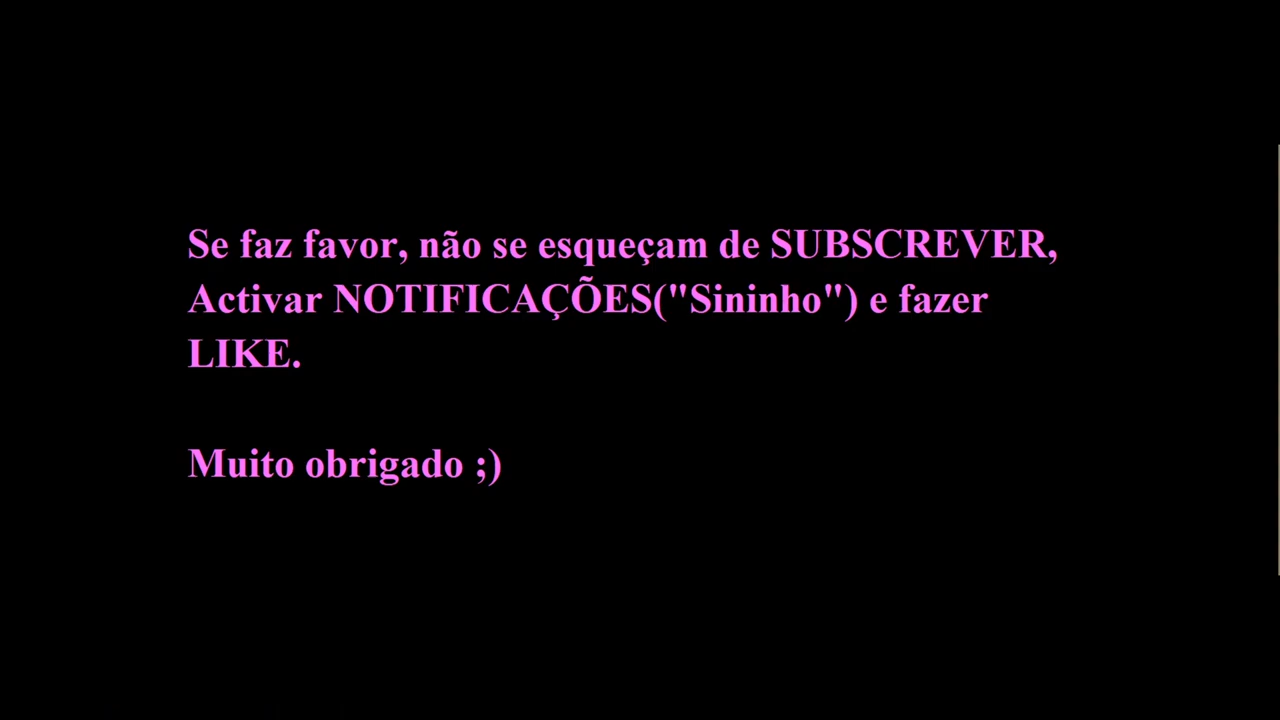 Se faz favor, não se esqueçam de SUBSCREVER,
Activar NOTIFICAÇÕES("Sininho") e fazer
LIKE.
Muito obrigado ;)